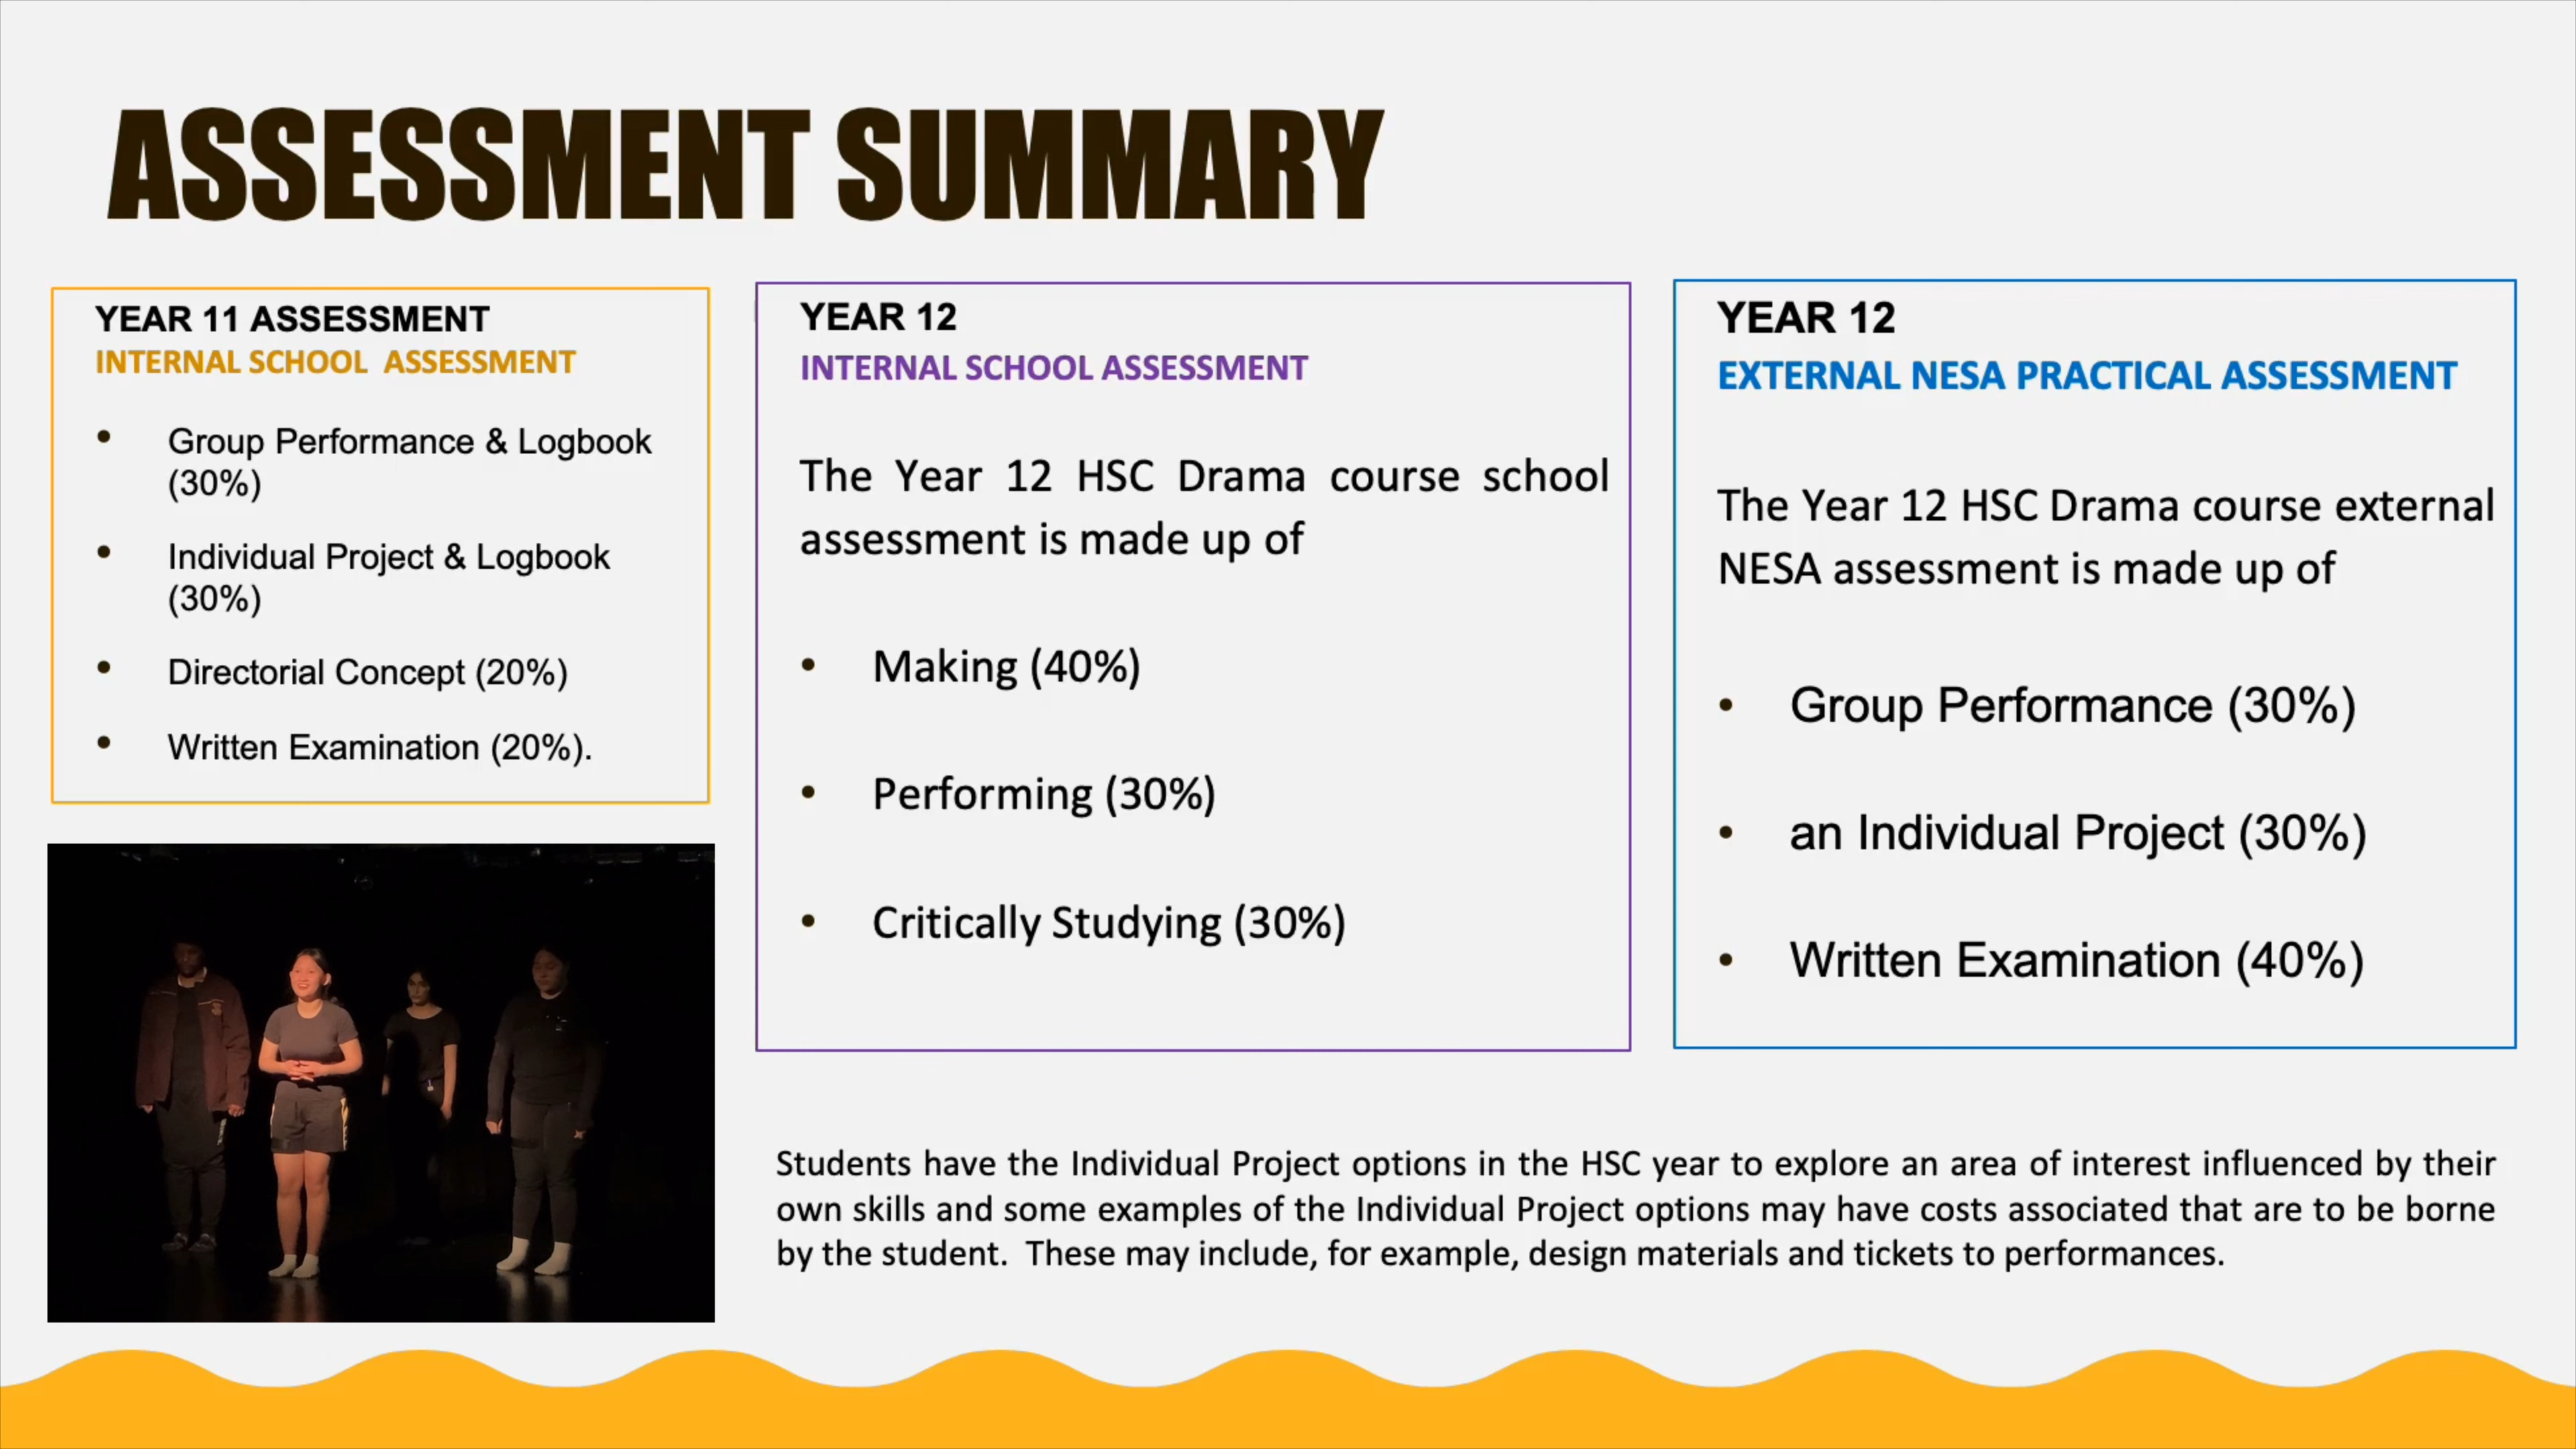 ASSESSMENT SUMMARY
YEAR 11 ASSESSMENT
INTERNAL SCHOOL ASSESSMENT
• Group Performance & Logbook
(30%)
• Individual Project & Logbook
(30%)
• Directorial Concept (20%)
• Written Examination (20%).
YEAR 12
INTERNAL SCHOOL ASSESSMENT
The Year 12 HSC Drama course school
assessment is made up of
• Making (40%)
• Performing (30%)
• Critically Studying (30%)
YEAR 12
EXTERNAL NESA PRACTICAL ASSESSMENT
The Year 12 HSC Drama course external
NESA assessment is made up of
• Group Performance (30%)
• an Individual Project (30%)
• Written Examination (40%)
Students have the Individual Project options in the HSC year to explore an area of interest influenced by their
own skills and some examples of the Individual Project options may have costs associated that are to be borne
by the student. These may include, for example, design materials and tickets to performances.